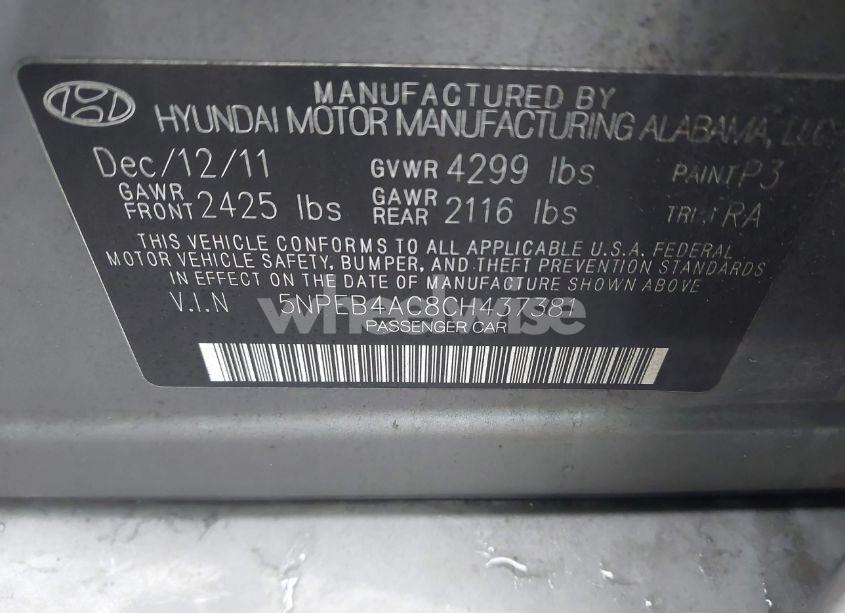 MANUFACTURED BY
HYUNDAI MOTOR MANUFACTURING ALABAMA, LLC
Dec/12/11 GVWR 4299 lbs PAINT P3
GAWR FRONT 2425 lbs GAWR REAR 2116 lbs TRIM RA
THIS VEHICLE CONFORMS TO ALL APPLICABLE U.S.A. FEDERAL
MOTOR VEHICLE SAFETY, BUMPER, AND THEFT PREVENTION STANDARDS
IN EFFECT ON THE DATE OF MANUFACTURE SHOWN ABOVE.
V.I.N 5NPEB4AC8CH437381
wheelwise
PASSENGER CAR